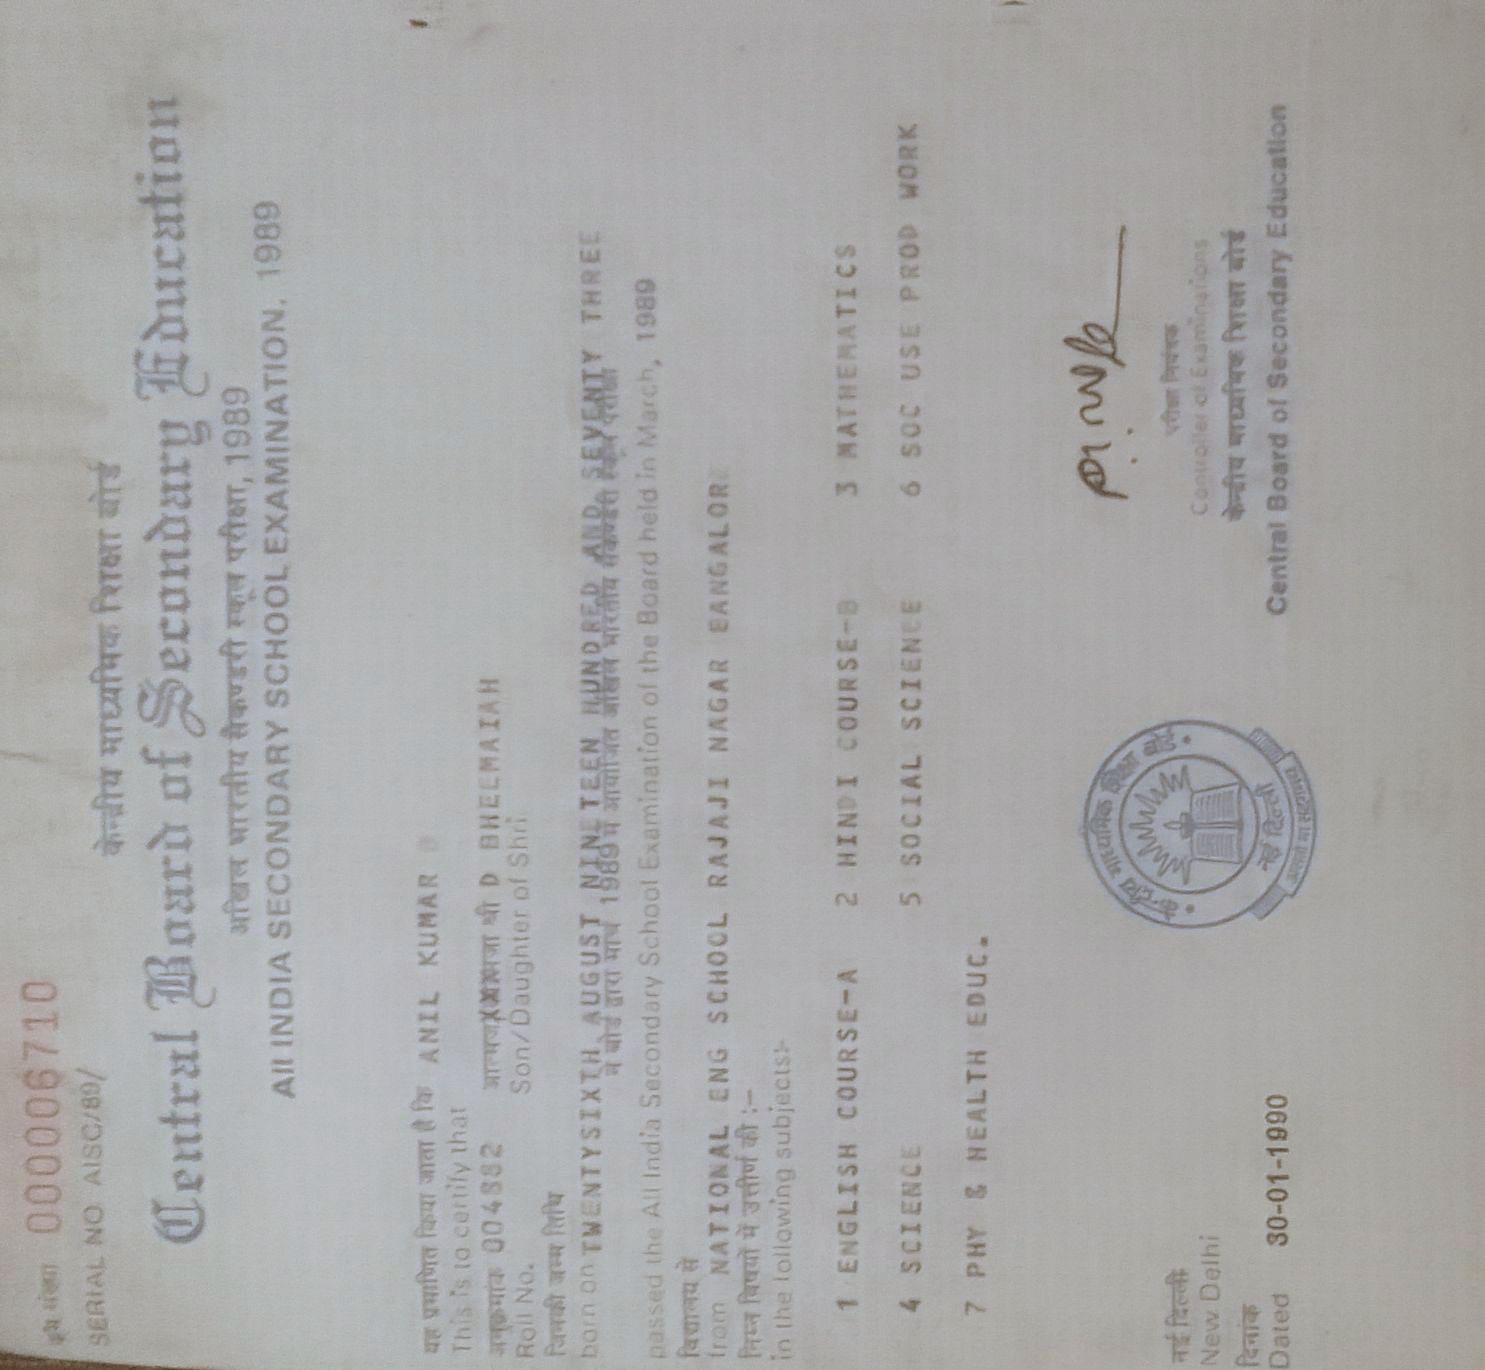 क्रम संख्या 0006710
SERIAL NO AISC/89/
केन्द्रीय माध्यमिक शिक्षा बोर्ड
Central Board of Secondary Education
अखिल भारतीय सैकण्डरी स्कूल परीक्षा, 1989
All INDIA SECONDARY SCHOOL EXAMINATION, 1989
यह प्रमाणित किया जाता है कि ANIL KUMAR
This is to certify that
अनुक्रमांक 004882 आत्मज/XXXत्मजा श्री D BHEEMAIAH
Roll No. Son/Daughter of Shri
जिनकी जन्म तिथि
born on TWENTYSIXTH AUGUST NINETEEN HUNDRED AND SEVENTY THREE
ने बोर्ड द्वारा मार्च 1989 में आयोजित अखिल भारतीय सैकण्डरी स्कूल परीक्षा
passed the All India Secondary School Examination of the Board held in March, 1989
विद्यालय से
from NATIONAL ENG SCHOOL RAJAJI NAGAR BANGALOR
निम्न विषयों में उत्तीर्ण की :—
in the following subjects:-
1 ENGLISH COURSE-A 2 HINDI COURSE-B 3 MATHEMATICS
4 SCIENCE 5 SOCIAL SCIENCE 6 SOC USE PROD WORK
7 PHY & HEALTH EDUC.
केन्द्रीय माध्यमिक शिक्षा बोर्ड
नई दिल्ली
असतो मा सद्गमय
नई दिल्ली
New Delhi
दिनांक
Dated 30-01-1990
परीक्षा नियंत्रक
Controller of Examinations
केन्द्रीय माध्यमिक शिक्षा बोर्ड
Central Board of Secondary Education